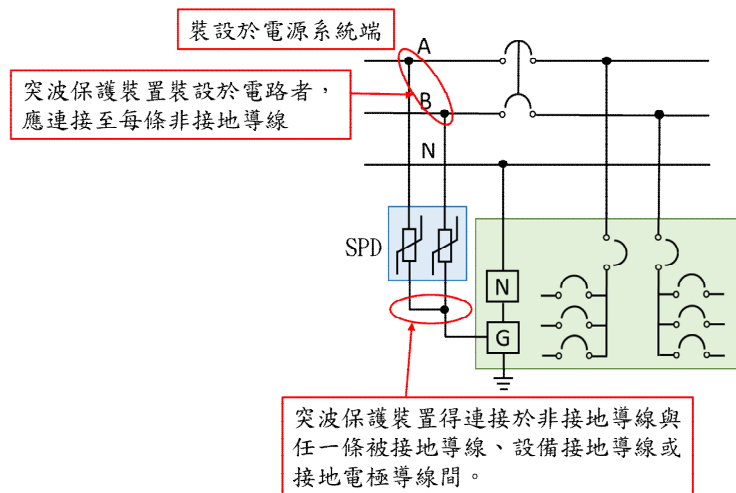 裝設於電源系統端
A
突波保護裝置裝設於電路者，
應連接至每條非接地導線
B
N
SPD
N
G
突波保護裝置得連接於非接地導線與
任一條被接地導線、設備接地導線或
接地電極導線間。